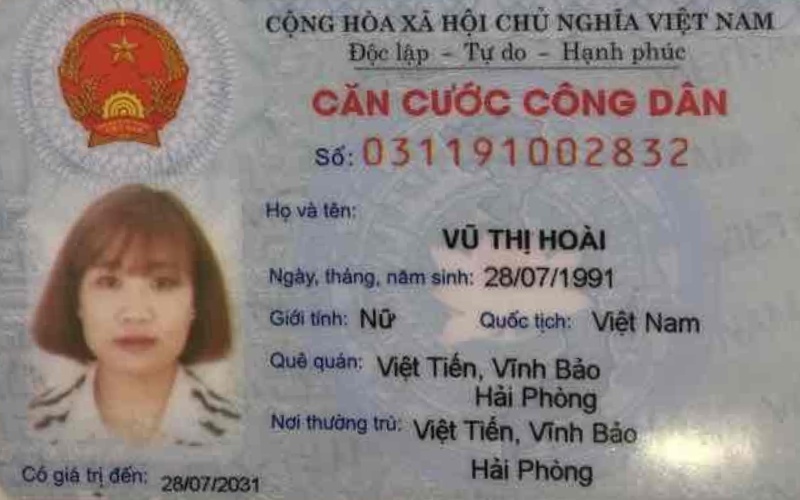 CỘNG HÒA XÃ HỘI CHỦ NGHĨA VIỆT NAM
Độc lập – Tự do – Hạnh phúc
CĂN CƯỚC CÔNG DÂN
Số: 031191002832
Họ và tên:
VŨ THỊ HOÀI
Ngày, tháng, năm sinh: 28/07/1991
Giới tính: Nữ Quốc tịch: Việt Nam
Quê quán: Việt Tiến, Vĩnh Bảo
Hải Phòng
Nơi thường trú: Việt Tiến, Vĩnh Bảo
Hải Phòng
Có giá trị đến: 28/07/2031